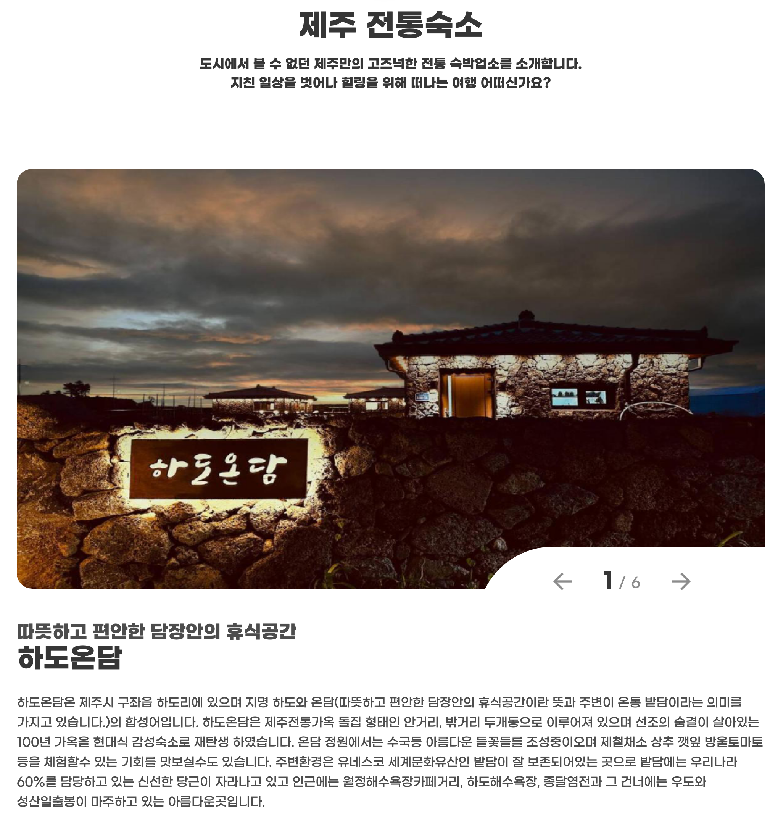 제주 전통숙소
도시에서 볼 수 없던 제주만의 고즈넉한 전통 숙박업소를 소개합니다.
지친 일상을 벗어나 힐링을 위해 떠나는 여행 어떠신가요?
하도온담
1 / 6
따뜻하고 편안한 담장안의 휴식공간
하도온담
하도온담은 제주시 구좌읍 하도리에 있으며 지명 하도와 온담(따뜻하고 편안한 담장안의 휴식공간이란 뜻과 주변이 온통 밭담이라는 의미를
가지고 있습니다.)의 합성어입니다. 하도온담은 제주전통가옥 돌집 형태인 안거리, 밖거리 두개동으로 이루어져 있으며 선조의 숨결이 살아있는
100년 가옥을 현대식 감성숙소로 재탄생 하였습니다. 온담 정원에서는 수국등 아름다운 들꽃들를 조성중이오며 제철채소 상추 깻잎 방울토마토
등을 체험할수 있는 기회를 맛보실수도 있습니다. 주변환경은 유네스코 세계문화유산인 밭담이 잘 보존되어있는 곳으로 밭담에는 우리나라
60%를 담당하고 있는 신선한 당근이 자라나고 있고 인근에는 월정해수욕장카페거리, 하도해수욕장, 종달염전과 그 건너에는 우도와
성산일출봉이 마주하고 있는 아름다운곳입니다.